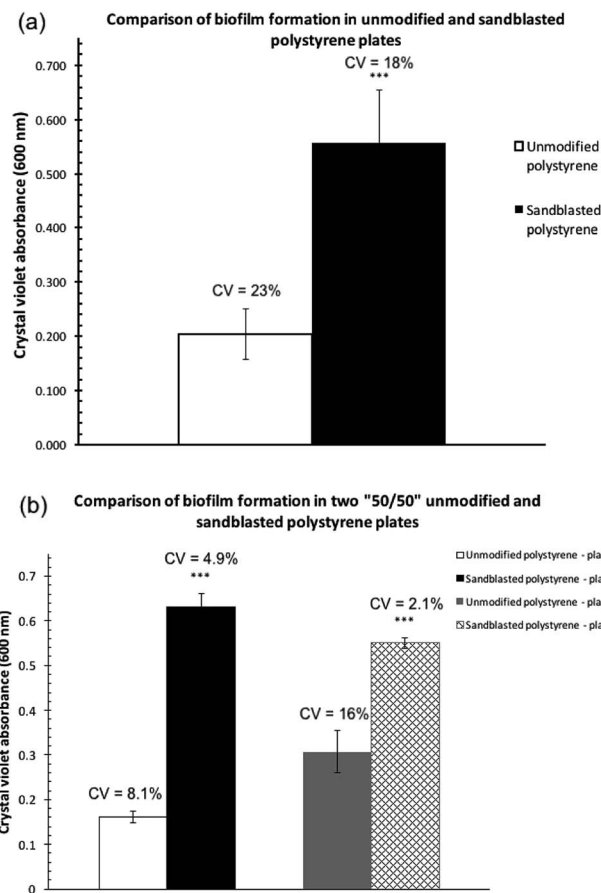 (a)
Comparison of biofilm formation in unmodified and sandblasted
polystyrene plates
CV = 18%
***
0.700
0.600
0.500
0.400
0.300
0.200
0.100
0.000
Crystal violet absorbance (600 nm)
CV = 23%
Unmodified
polystyrene
Sandblasted
polystyrene
(b)
Comparison of biofilm formation in two "50/50" unmodified and
sandblasted polystyrene plates
CV = 4.9%
***
CV = 2.1%
***
CV = 16%
CV = 8.1%
0.7
0.6
0.5
0.4
0.3
0.2
0.1
0
Crystal violet absorbance (600 nm)
Unmodified polystyrene - pla
Sandblasted polystyrene - pla
Unmodified polystyrene - pla
Sandblasted polystyrene - pla